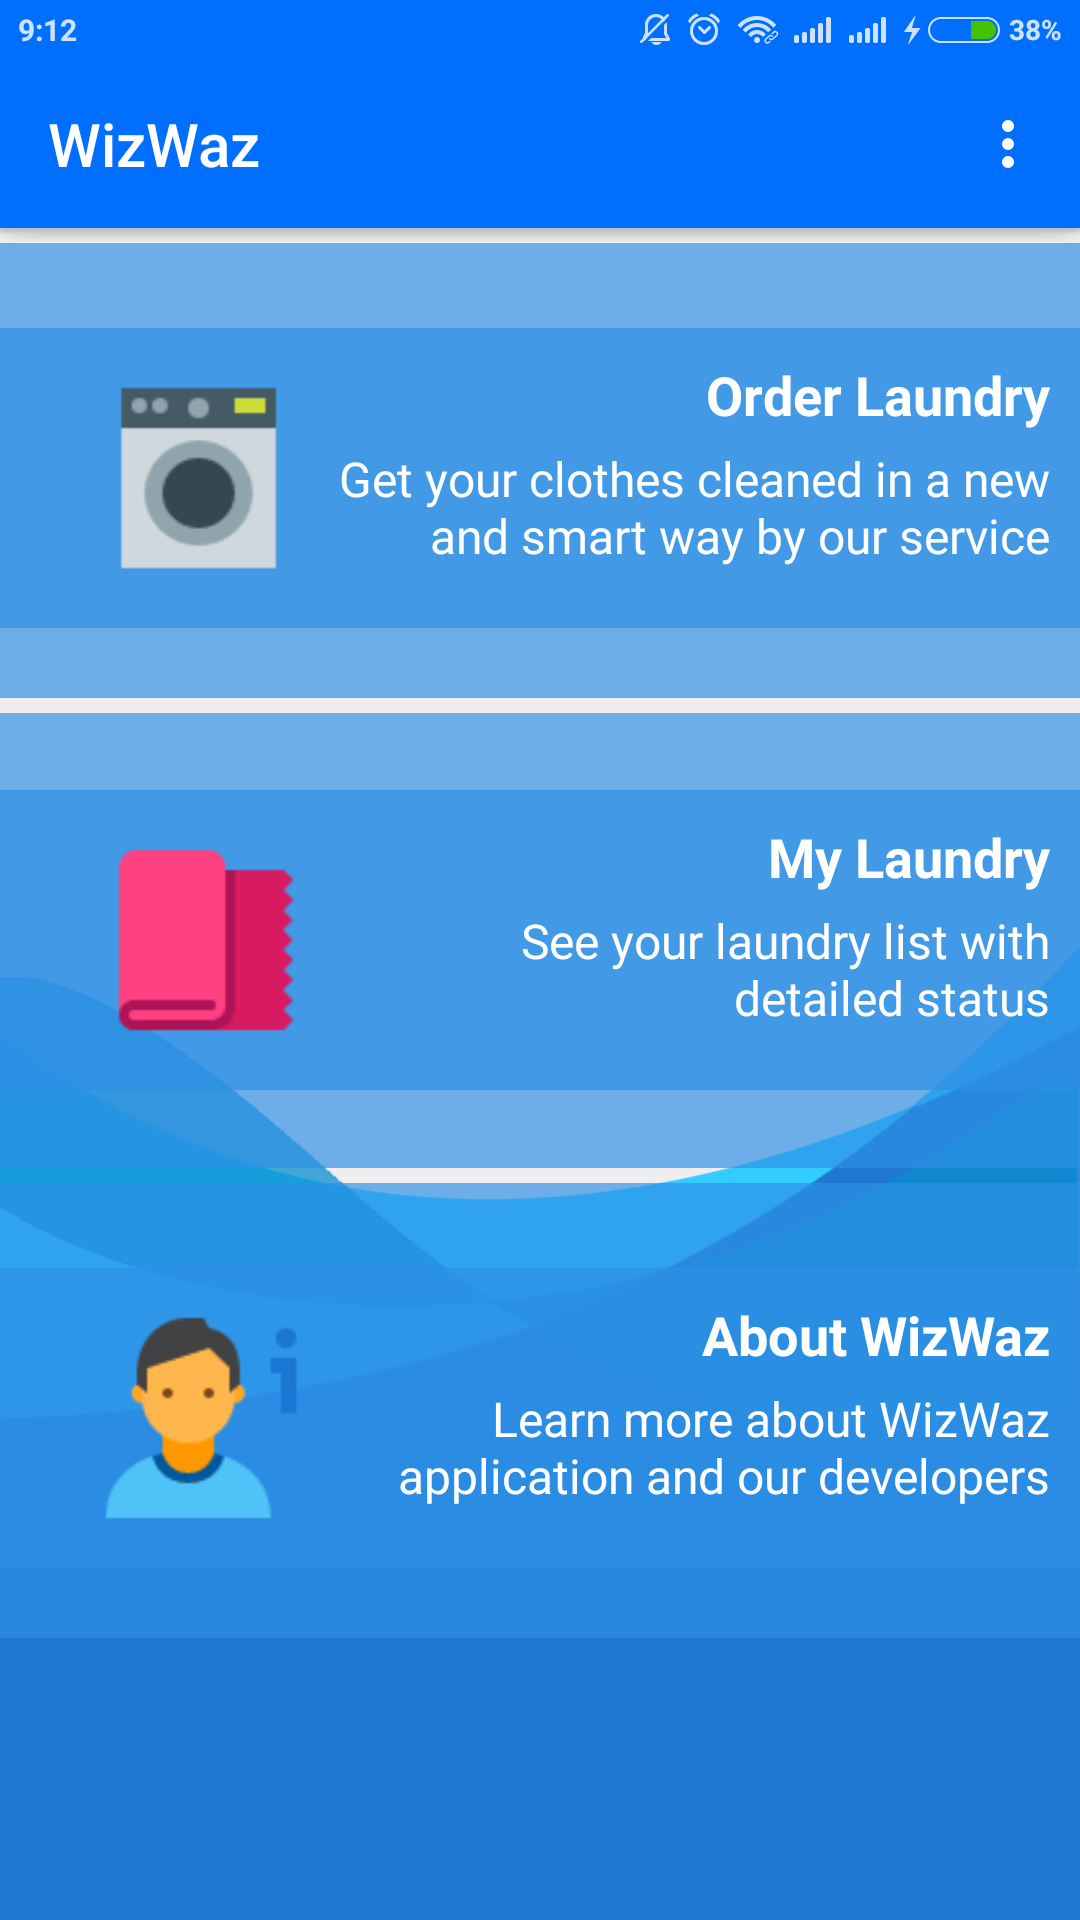 9:12
38%
WizWaz
Order Laundry
Get your clothes cleaned in a new
and smart way by our service
My Laundry
See your laundry list with
detailed status
About WizWaz
Learn more about WizWaz
application and our developers